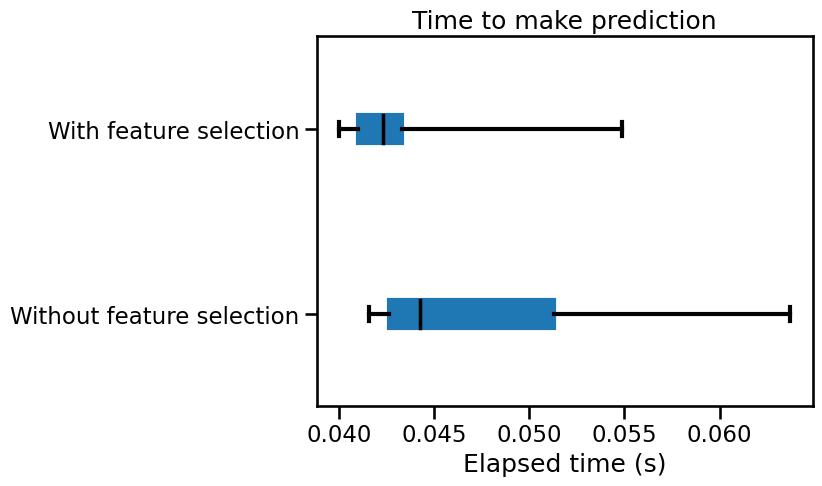 Time to make prediction
With feature selection
Without feature selection
0.040 0.045 0.050 0.055 0.060
Elapsed time (s)